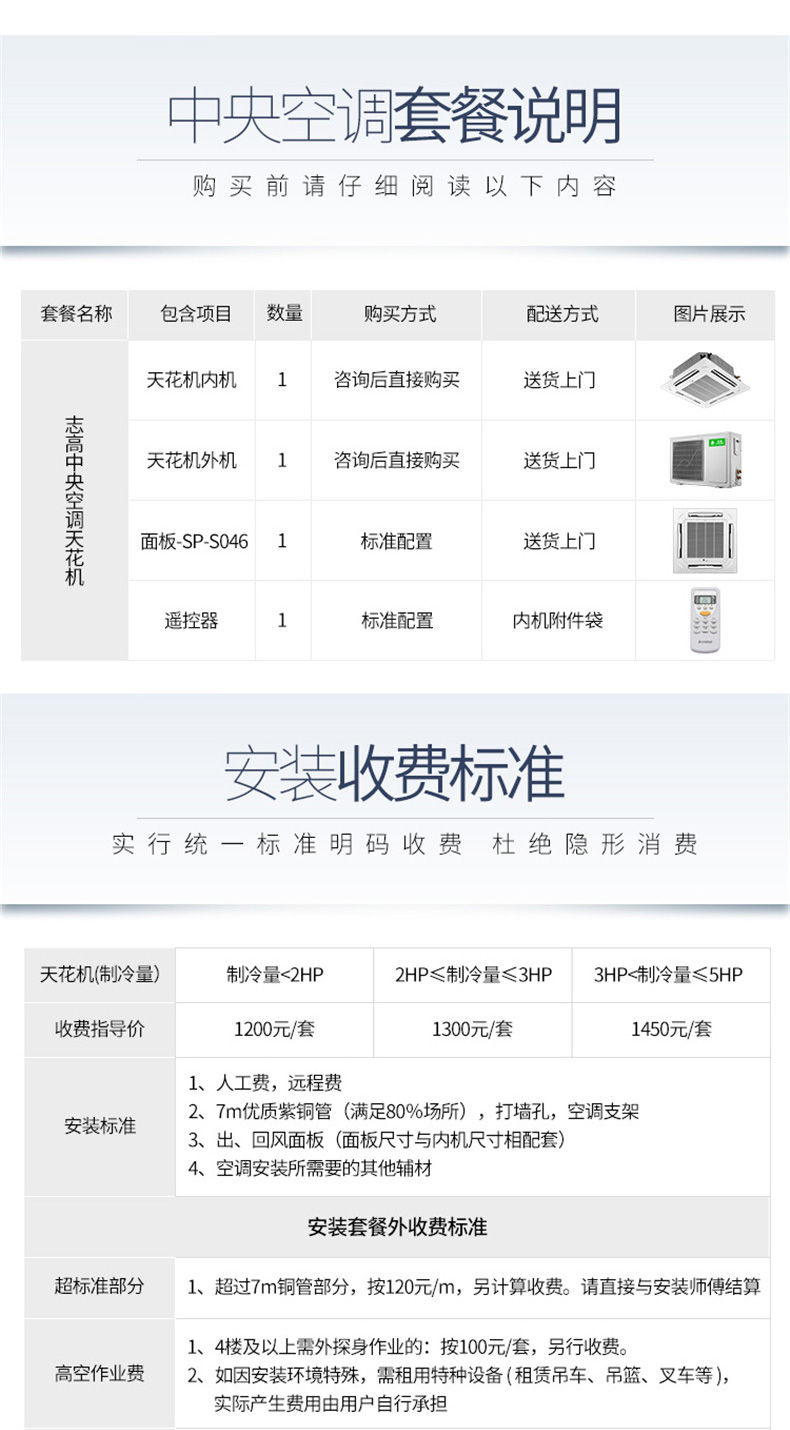 中央空调套餐说明
购买前请仔细阅读以下内容
套餐名称 包含项目 数量 购买方式 配送方式 图片展示
志高中央空调天花机
天花机内机 1 咨询后直接购买 送货上门
天花机外机 1 咨询后直接购买 送货上门
面板-SP-S046 1 标准配置 送货上门
遥控器 1 标准配置 内机附件袋
安装收费标准
实行统一标准明码收费 杜绝隐形消费
天花机(制冷量) 制冷量<2HP 2HP≤制冷量≤3HP 3HP<制冷量≤5HP
收费指导价 1200元/套 1300元/套 1450元/套
安装标准
1、人工费，远程费
2、7m优质紫铜管（满足80%场所），打墙孔，空调支架
3、出、回风面板（面板尺寸与内机尺寸相配套）
4、空调安装所需要的其他辅材
安装套餐外收费标准
超标准部分 1、超过7m铜管部分，按120元/m，另计算收费。请直接与安装师傅结算
高空作业费
1、4楼及以上需外探身作业的：按100元/套，另行收费。
2、如因安装环境特殊，需租用特种设备(租赁吊车、吊篮、叉车等)，
实际产生费用由用户自行承担